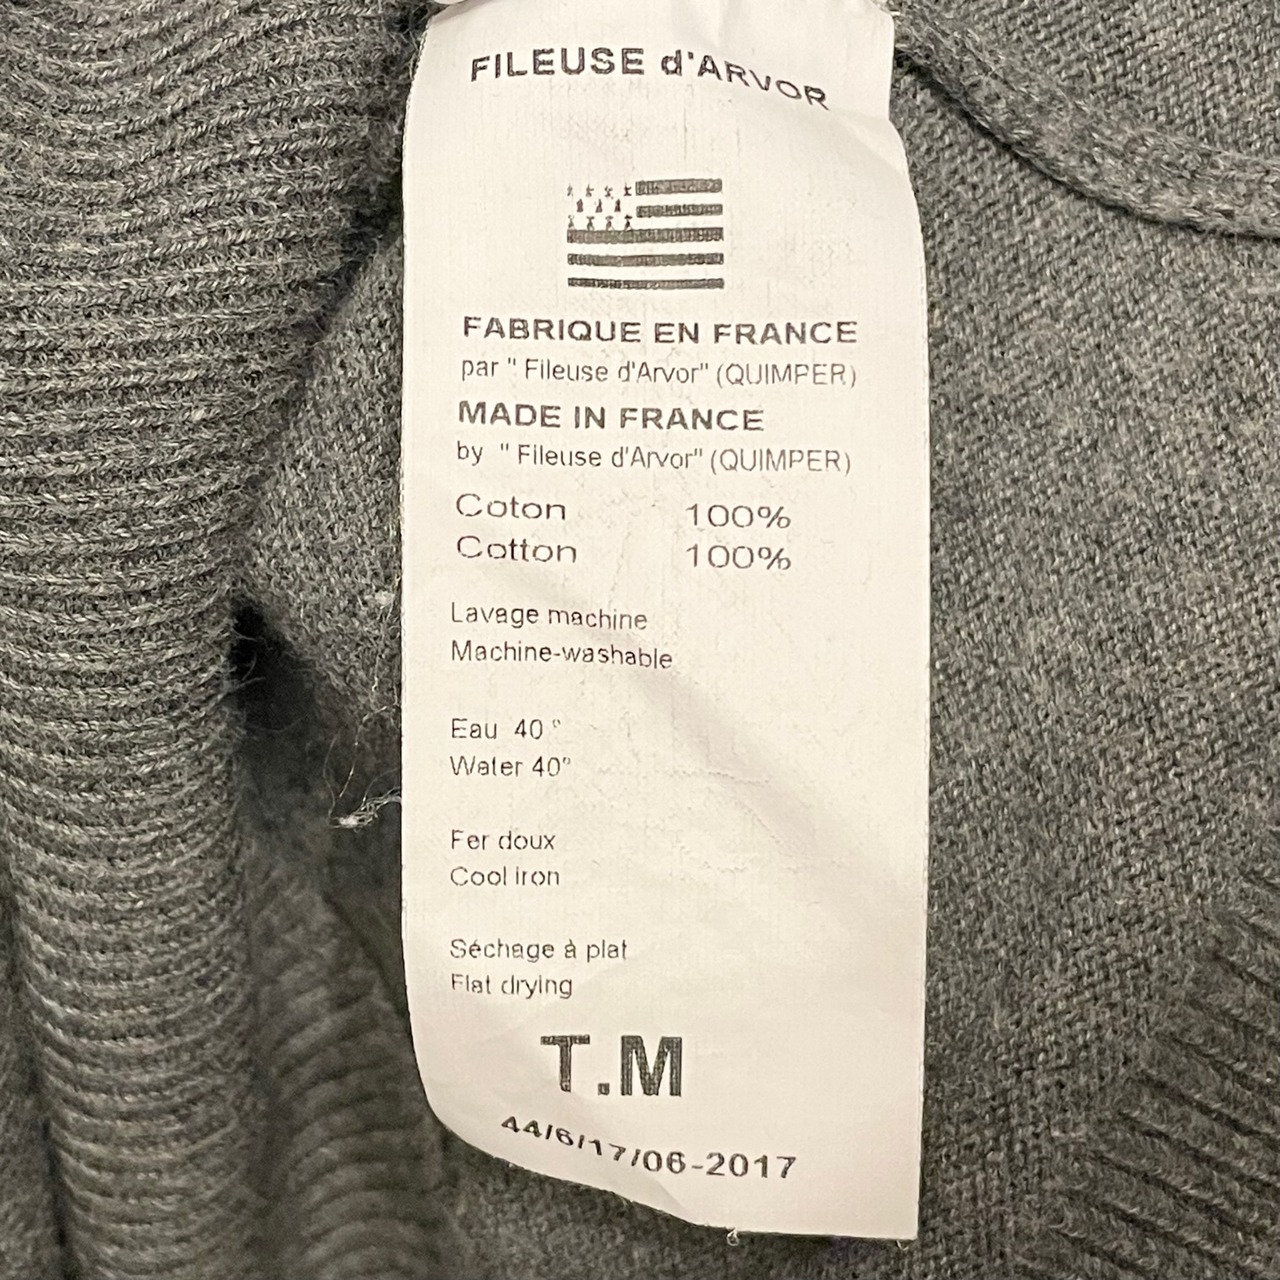 FILEUSE d'ARVOR
FABRIQUE EN FRANCE
par " Fileuse d'Arvor" (QUIMPER)
MADE IN FRANCE
by " Fileuse d'Arvor" (QUIMPER)
Coton 100%
Cotton 100%
Lavage machine
Machine-washable
Eau 40 °
Water 40°
Fer doux
Cool iron
Séchage à plat
Flat drying
T.M
44/6/17/06-2017